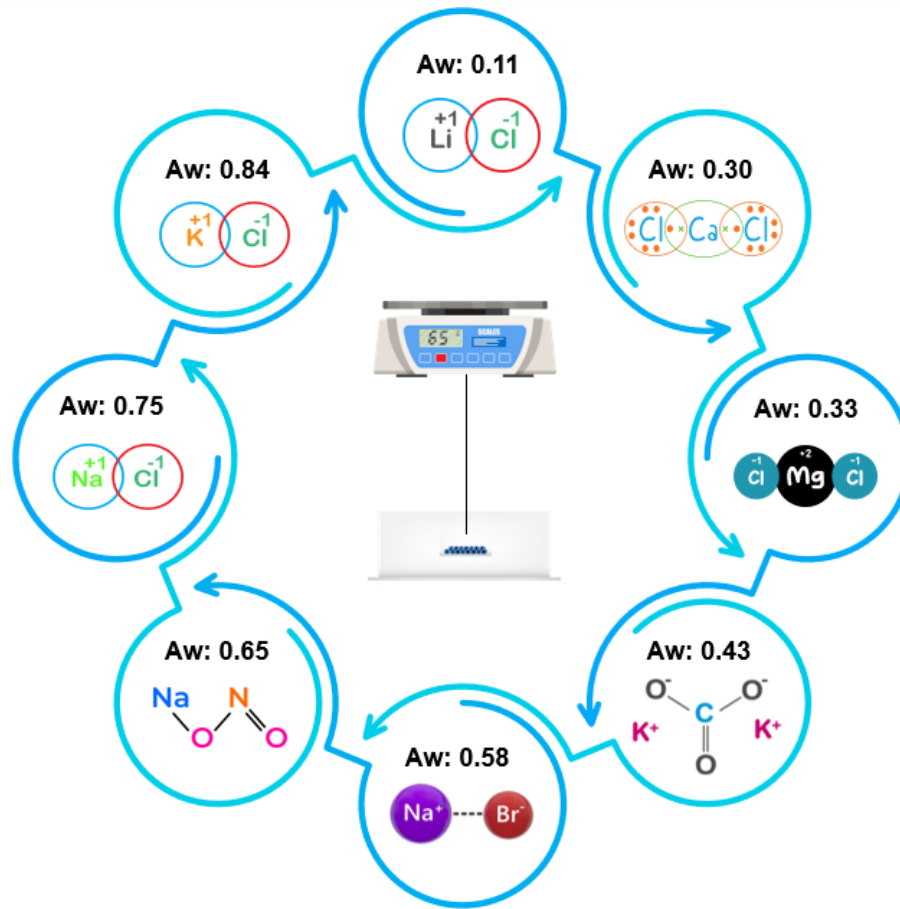 Aw: 0.11
+1 -1
Li Cl
Aw: 0.30
Cl Ca Cl
Aw: 0.33
-1 +2 -1
Cl Mg Cl
Aw: 0.43
O- O-
C
K+ K+
O
Aw: 0.58
Na+ Br-
Aw: 0.65
Na N
O O
Aw: 0.75
+1 -1
Na Cl
Aw: 0.84
+1 -1
K Cl
SCALES
65